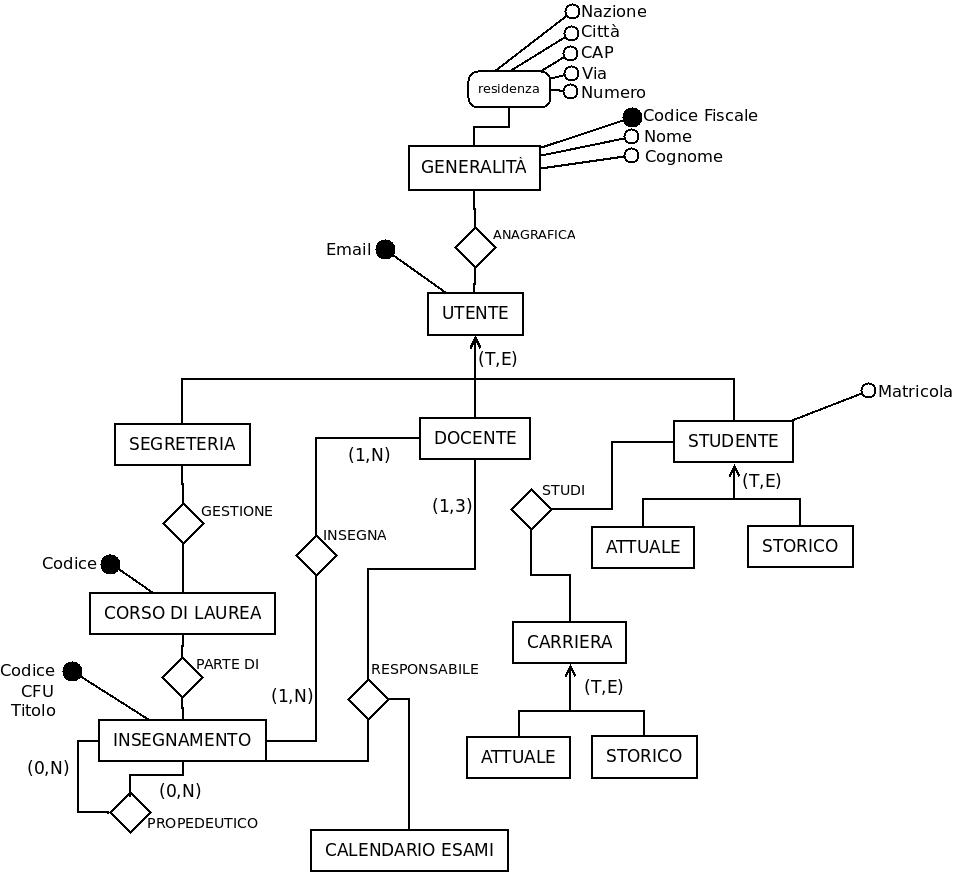 Nazione
Città
CAP
Via
residenza
Numero
Codice Fiscale
Nome
Cognome
GENERALITÀ
ANAGRAFICA
Email
UTENTE
(T,E)
Matricola
SEGRETERIA
DOCENTE
STUDENTE
(1,N)
(T,E)
STUDI
(1,3)
GESTIONE
INSEGNA
ATTUALE
STORICO
Codice
CORSO DI LAUREA
CARRIERA
PARTE DI
RESPONSABILE
Codice
CFU
Titolo
(1,N)
(T,E)
INSEGNAMENTO
ATTUALE
STORICO
(0,N)
(0,N)
PROPEDEUTICO
CALENDARIO ESAMI